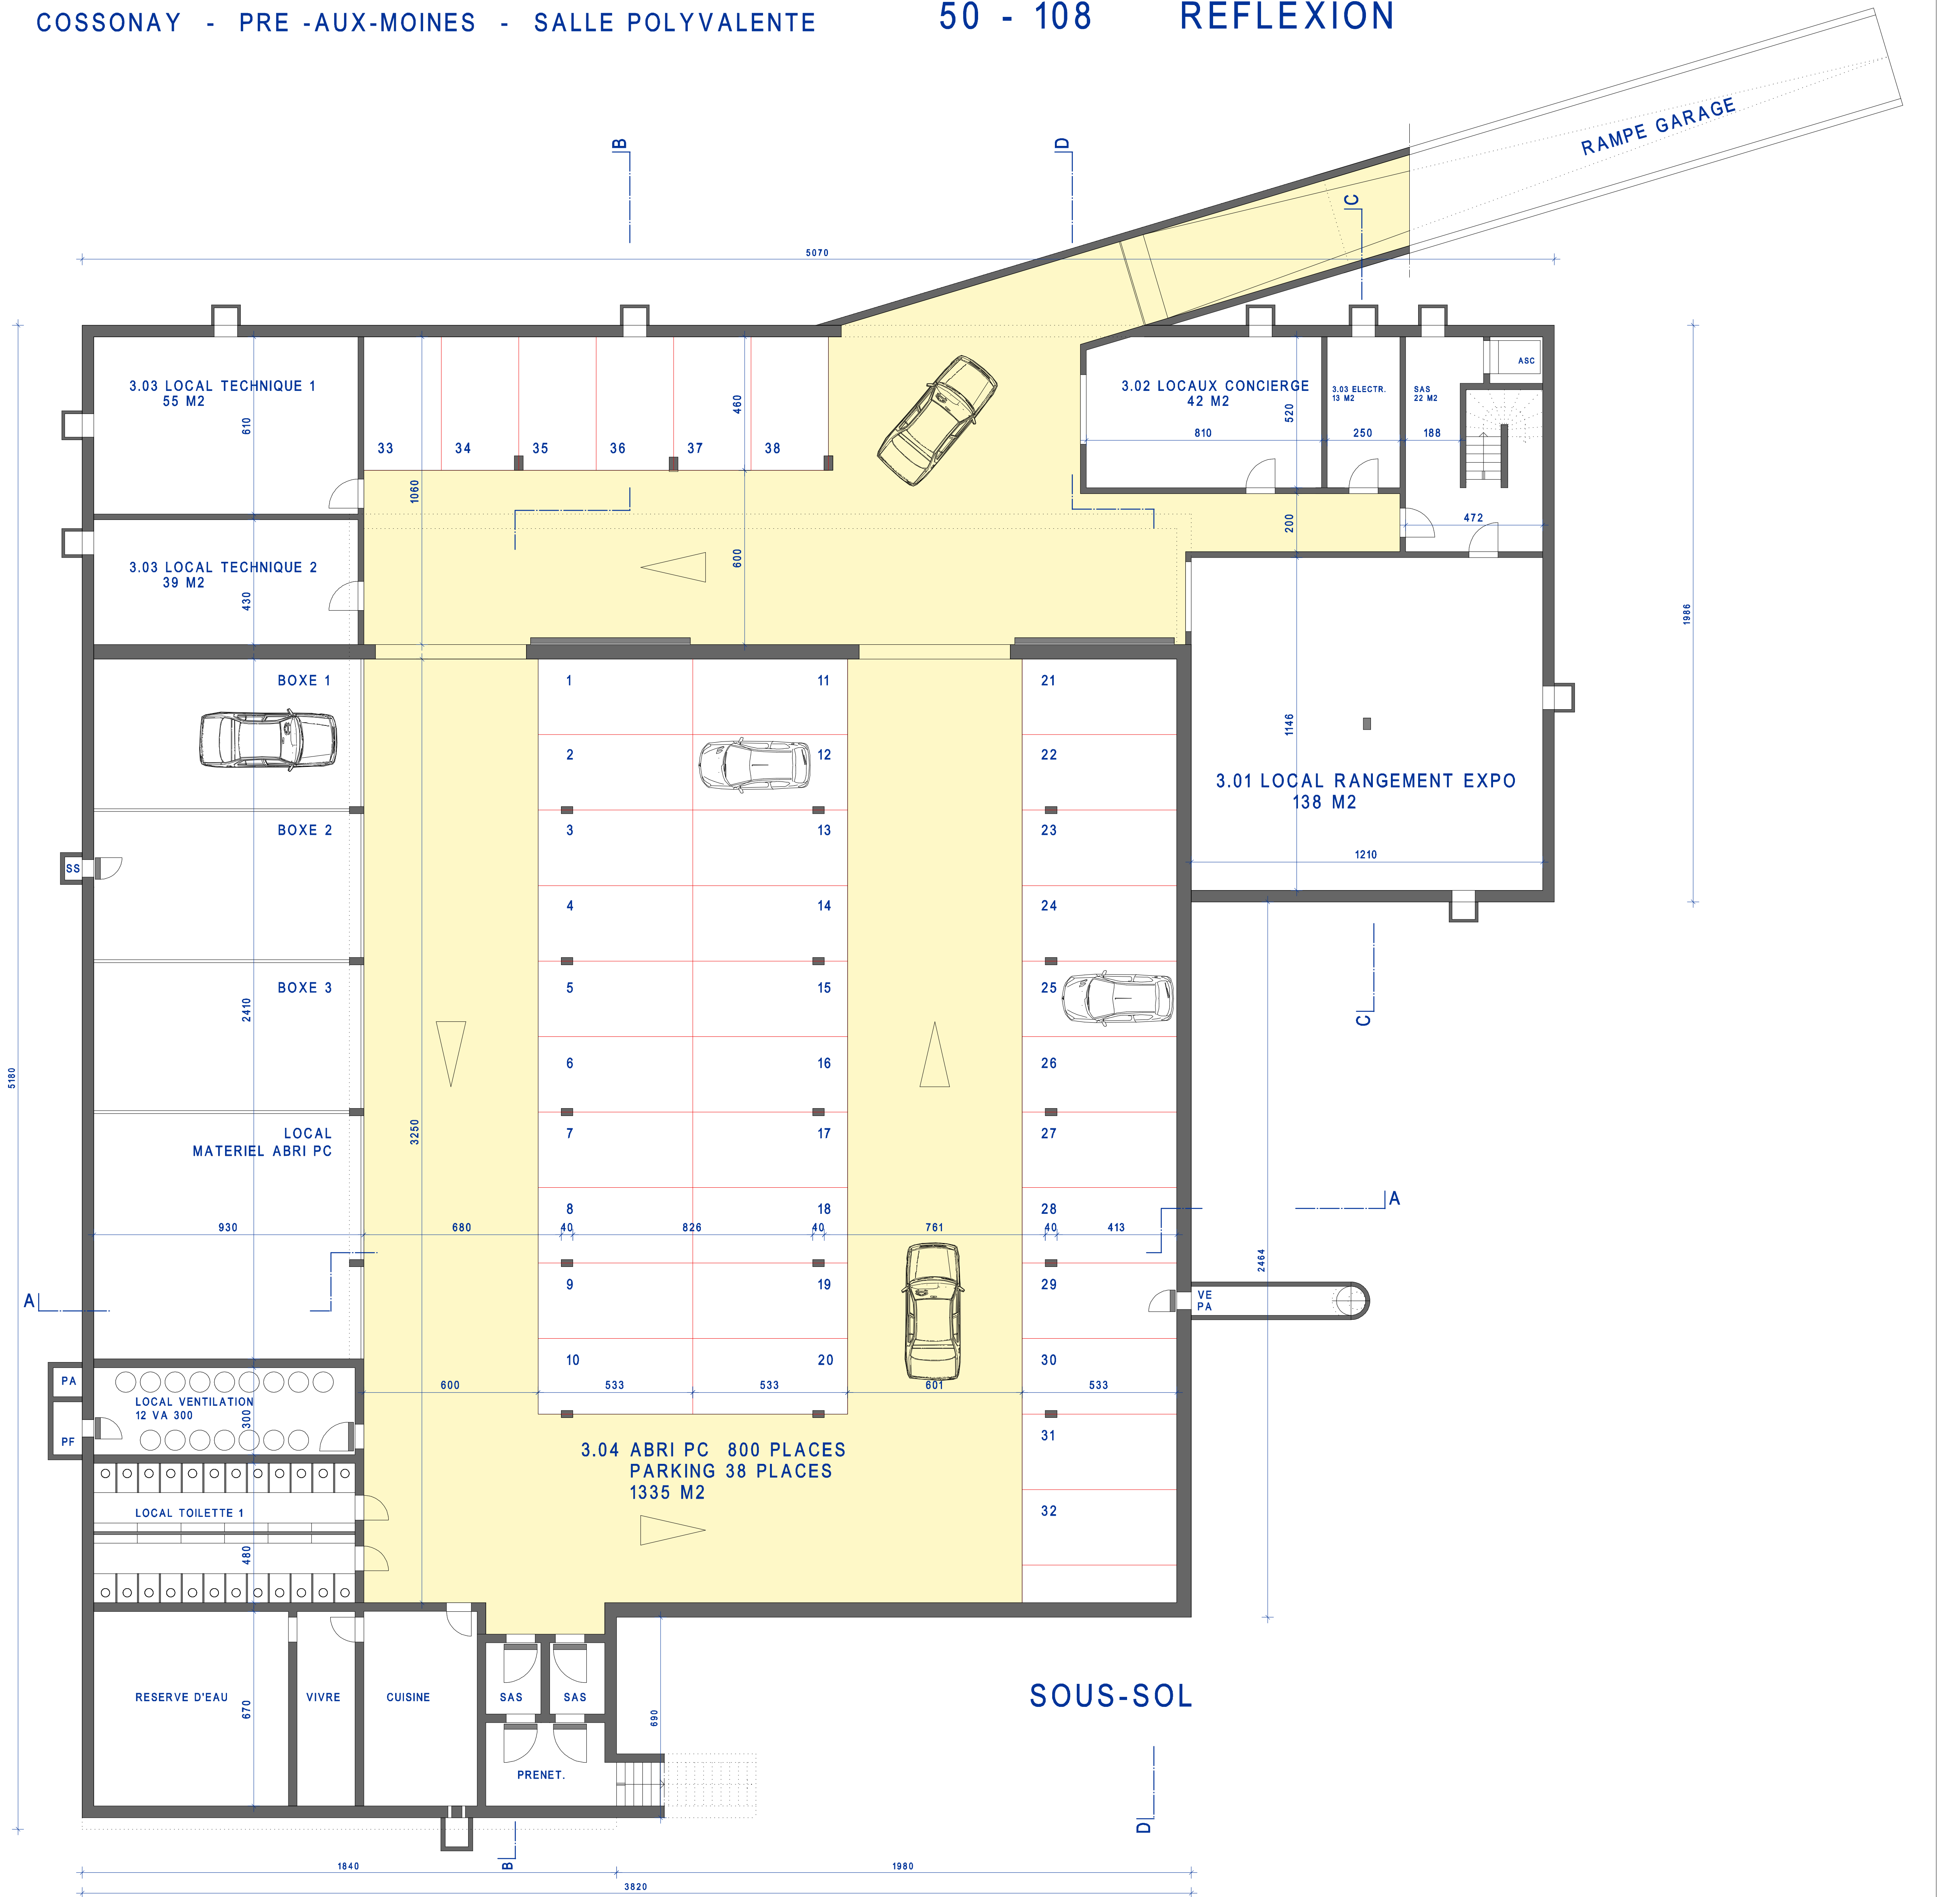 COSSONAY - PRE -AUX-MOINES - SALLE POLYVALENTE
50 - 108 REFLEXION
RAMPE GARAGE
B
D
C
5070
3.03 LOCAL TECHNIQUE 1
55 M2
610
33
34
35
36
37
38
460
1060
3.02 LOCAUX CONCIERGE
42 M2
520
3.03 ELECTR.
13 M2
SAS
22 M2
ASC
810
250
188
472
200
600
3.03 LOCAL TECHNIQUE 2
39 M2
430
1986
BOXE 1
1
11
21
2
12
22
1146
3.01 LOCAL RANGEMENT EXPO
138 M2
1210
BOXE 2
3
13
23
SS
4
14
24
BOXE 3
5
15
25
2410
C
6
16
26
5180
3250
LOCAL
MATERIEL ABRI PC
7
17
27
8
18
28
A
930
680
40
826
40
761
40
413
2464
A
9
19
29
VE
PA
10
20
30
PA
600
533
533
601
533
LOCAL VENTILATION
12 VA 300
300
PF
3.04 ABRI PC 800 PLACES
PARKING 38 PLACES
1335 M2
31
32
LOCAL TOILETTE 1
480
RESERVE D'EAU
VIVRE
CUISINE
SAS
SAS
670
690
SOUS-SOL
PRENET.
D
B
1840
1980
3820